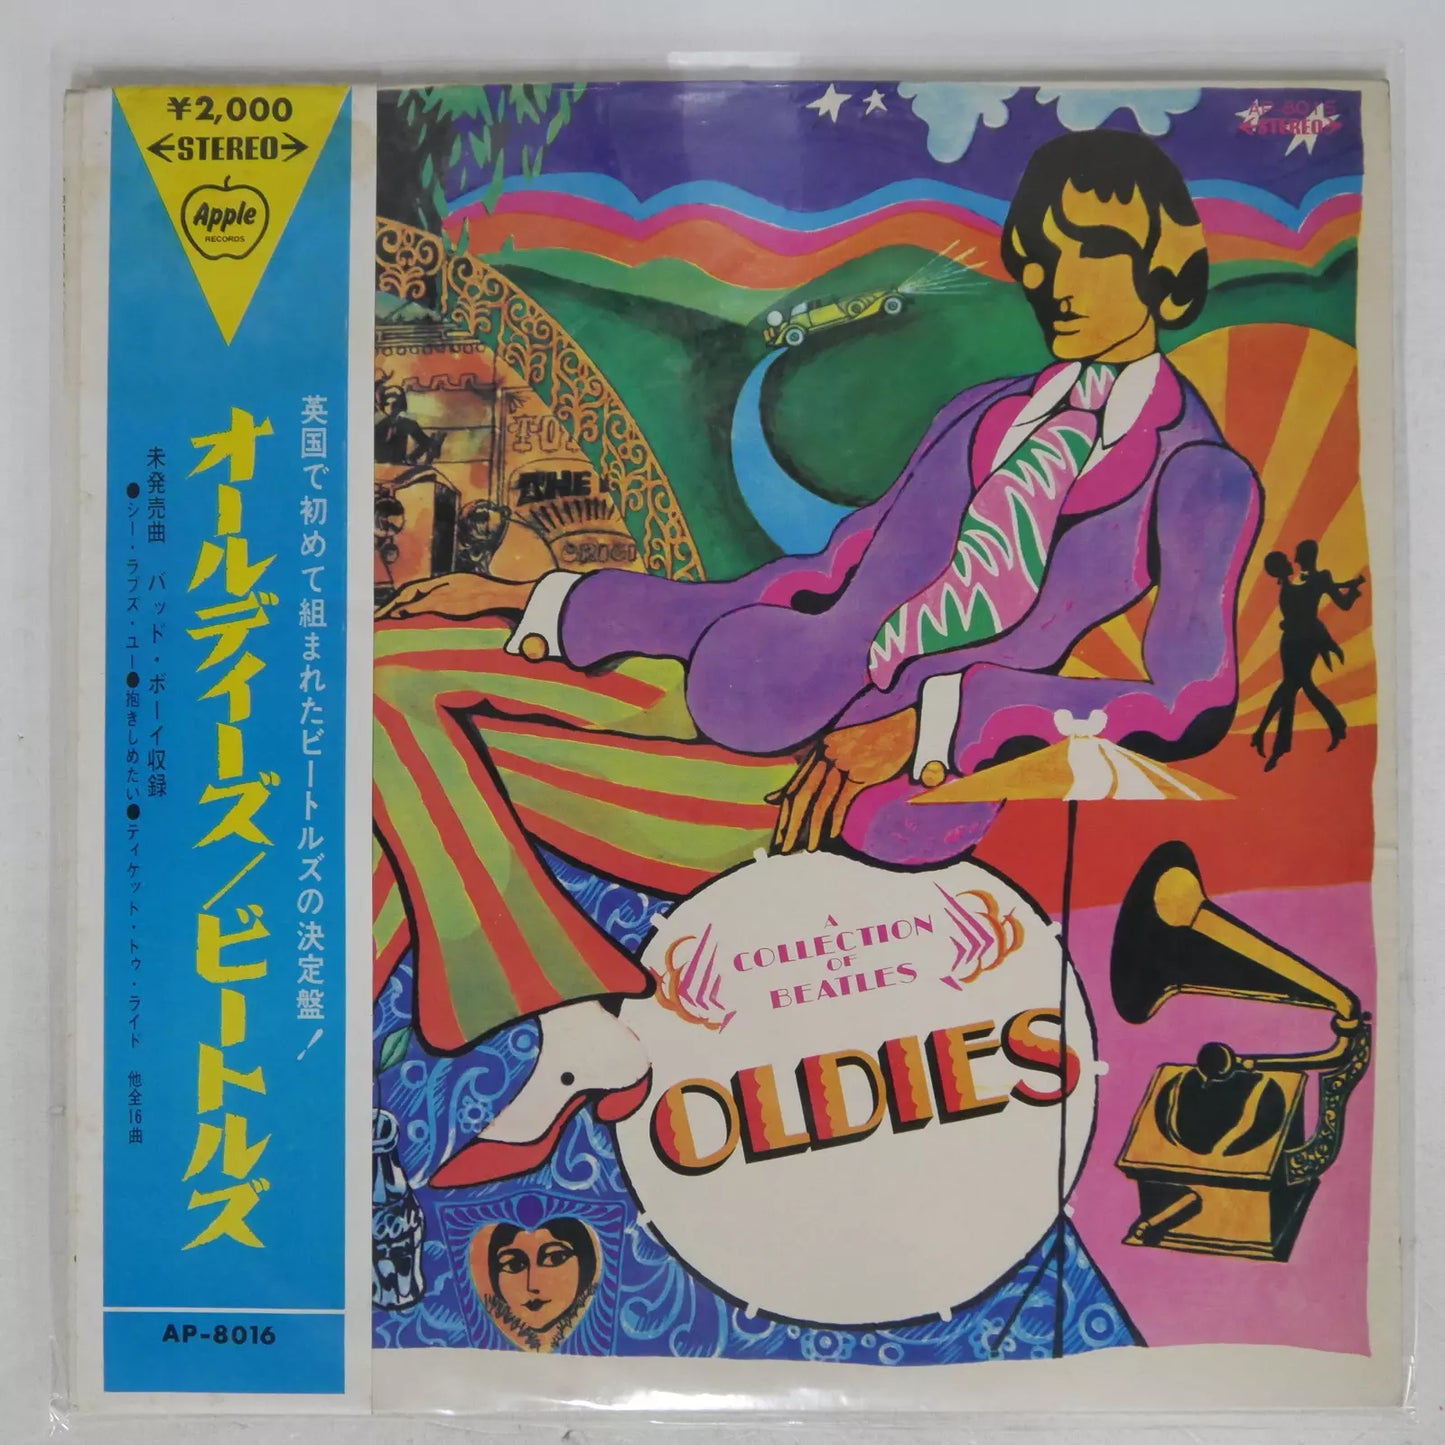 ¥2,000
←STEREO→
Apple
RECORDS
英国で初めて組まれたビートルズの決定盤!
オールディーズ/ビートルズ
未発売曲 バッド・ボーイ収録
●シー・ラブズ・ユー●抱きしめたい●ティケット・トゥ・ライド 他全16曲
AP-8016
←STEREO→
THE
A
COLLECTION
OF
BEATLES
OLDIES